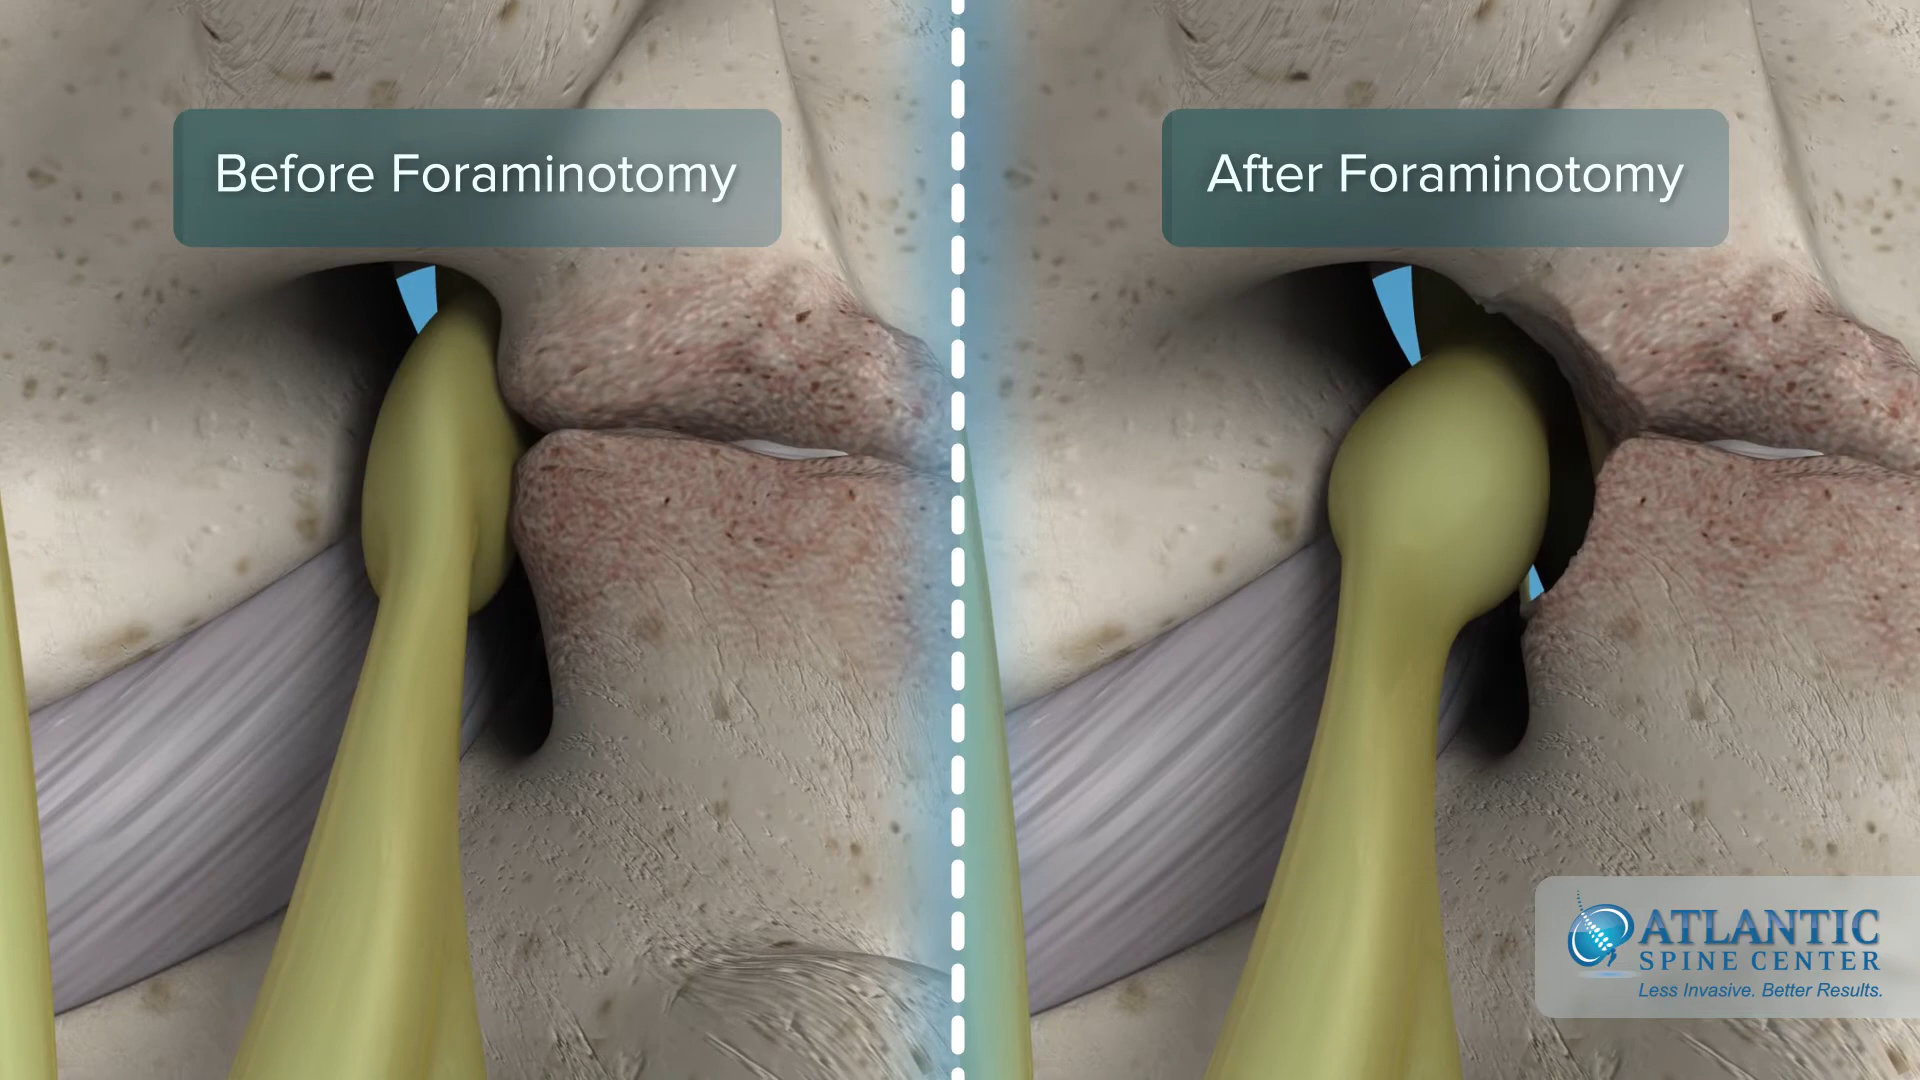 Before Foraminotomy
After Foraminotomy
ATLANTIC
SPINE CENTER
Less Invasive. Better Results.